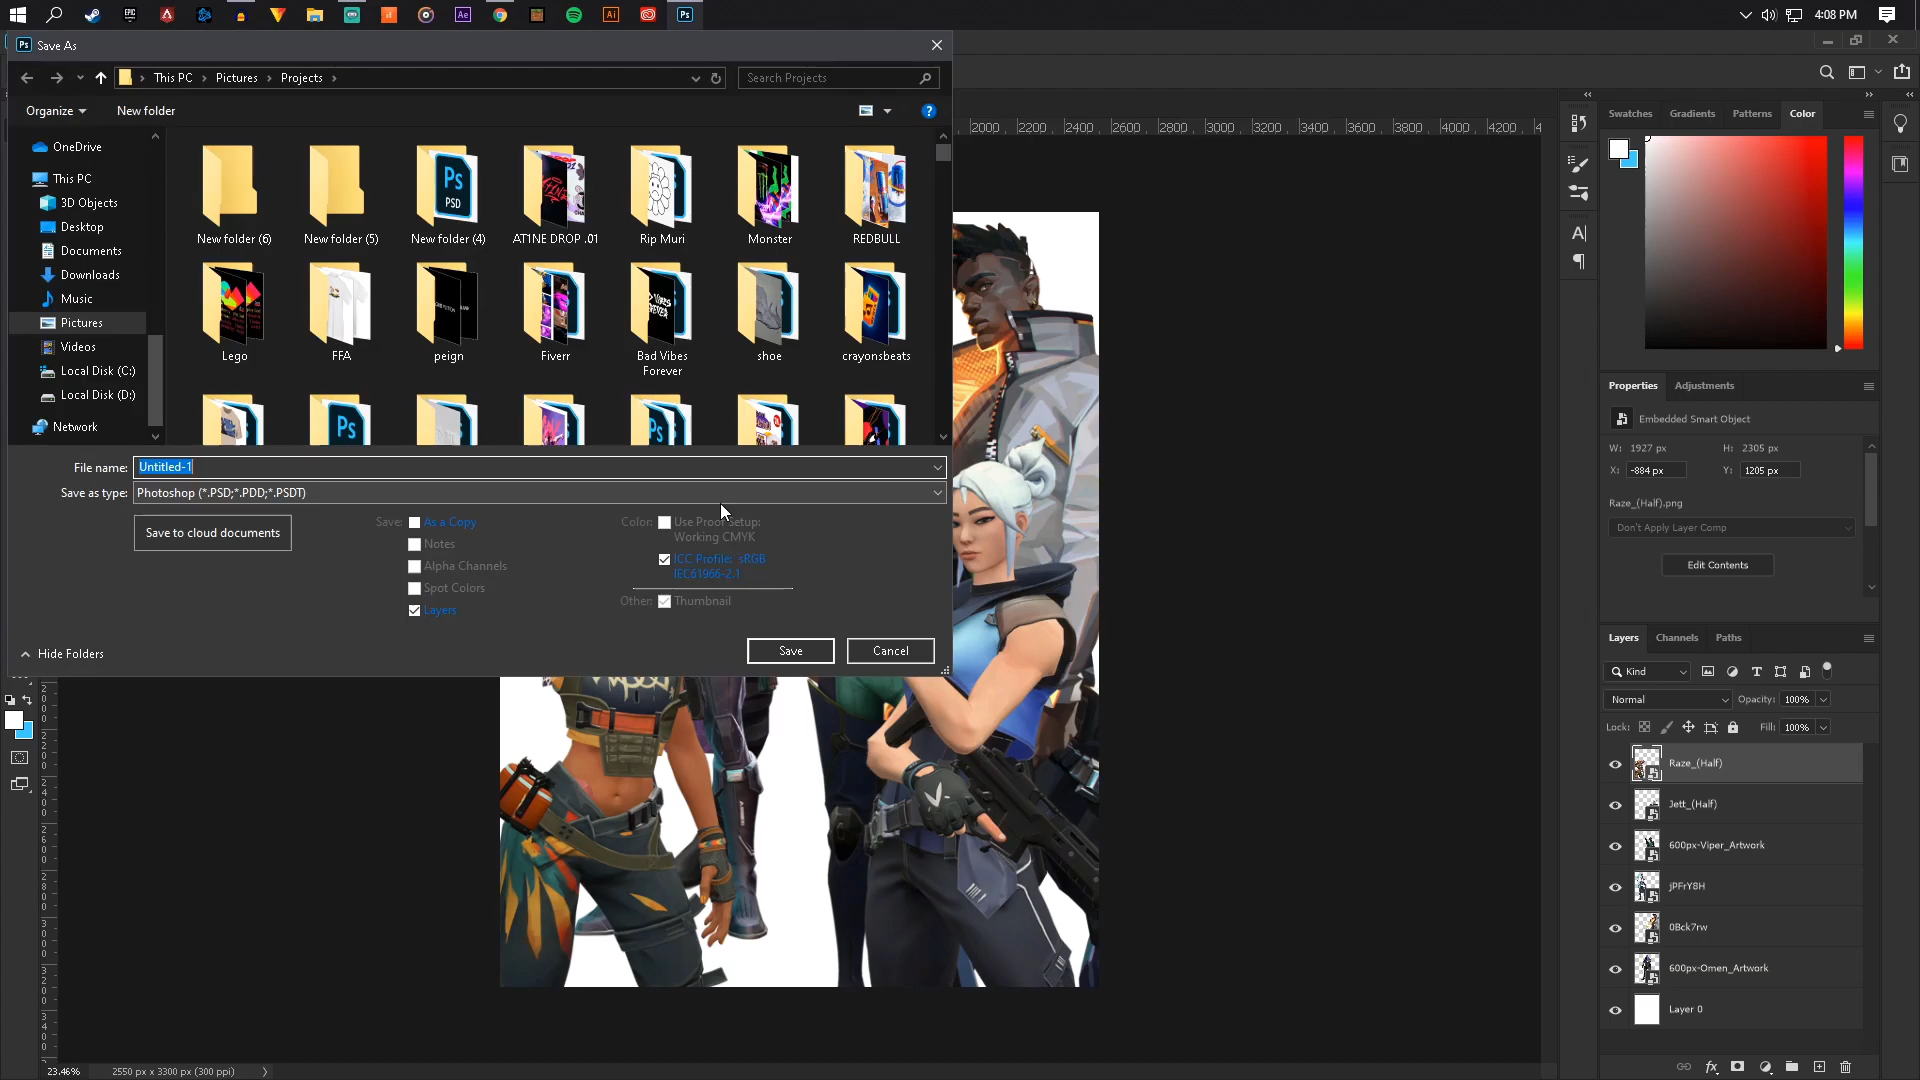 4:08 PM
Save As
This PC
Pictures
Projects
Search Projects
Organize
New folder
OneDrive
This PC
3D Objects
Desktop
Documents
Downloads
Music
Pictures
Videos
Local Disk (C:)
Local Disk (D:)
Network
New folder (6)
New folder (5)
New folder (4)
AT1NE DROP .01
Rip Muri
Monster
REDBULL
Lego
FFA
peign
Fiverr
Bad Vibes
Forever
shoe
crayonsbeats
File name:
Untitled-1
Save as type:
Photoshop (*.PSD;*.PDD;*.PSDT)
Save to cloud documents
Save:
As a Copy
Notes
Alpha Channels
Spot Colors
Layers
Color:
Use Proof Setup:
Working CMYK
ICC Profile: sRGB
IEC61966-2.1
Other:
Thumbnail
Hide Folders
Save
Cancel
2000 2200 2400 2600 2800 3000 3200 3400 3600 3800 4000 4200 4
Swatches
Gradients
Patterns
Color
Properties
Adjustments
Embedded Smart Object
W: 1927 px
H: 2305 px
X: -884 px
Y: 1205 px
Raze_(Half).png
Don't Apply Layer Comp
Edit Contents
Layers
Channels
Paths
Kind
Normal
Opacity: 100%
Lock:
Fill: 100%
Raze_(Half)
Jett_(Half)
600px-Viper_Artwork
jPFrY8H
0Bck7rw
600px-Omen_Artwork
Layer 0
23.46%
2550 px x 3300 px (300 ppi)